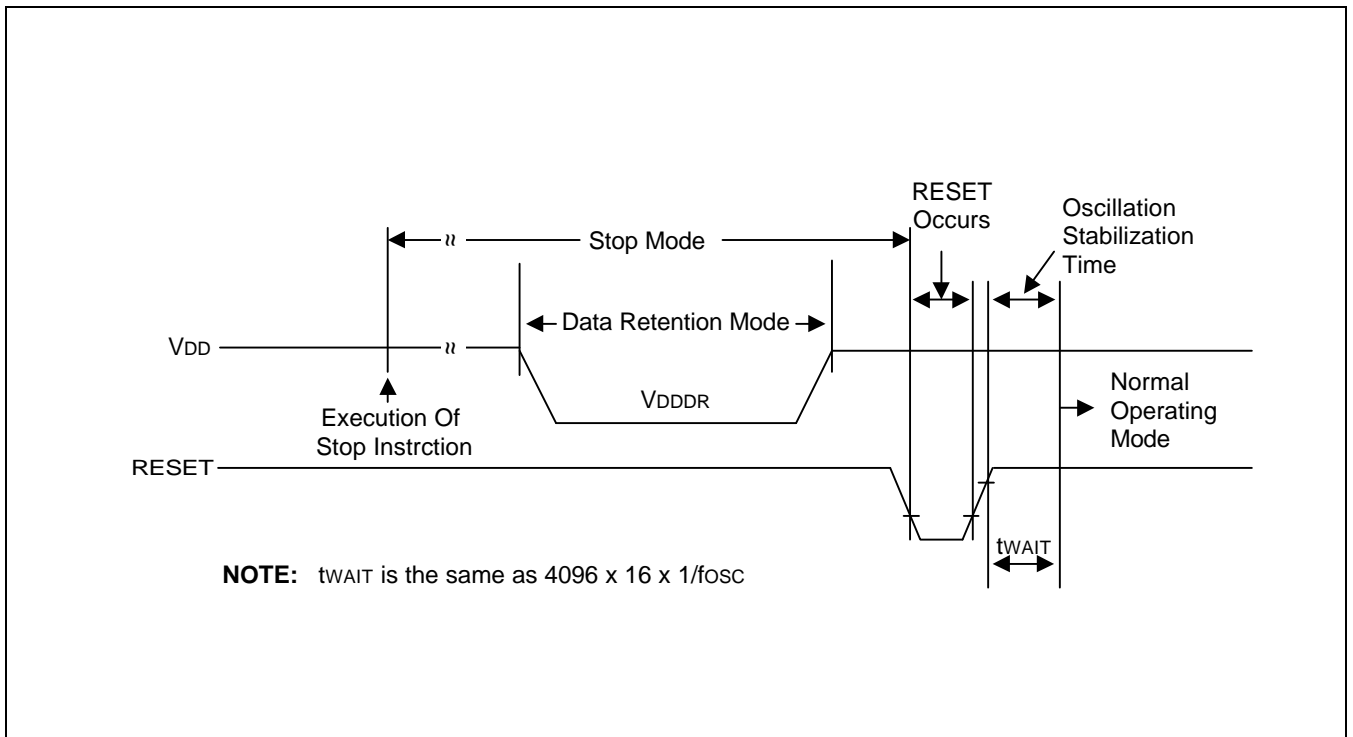 RESET
Occurs
Oscillation
Stabilization
Time
Stop Mode
Data Retention Mode
VDD
VDDDR
Execution Of
Stop Instrction
Normal
Operating
Mode
RESET
tWAIT
NOTE: tWAIT is the same as 4096 x 16 x 1/fOSC